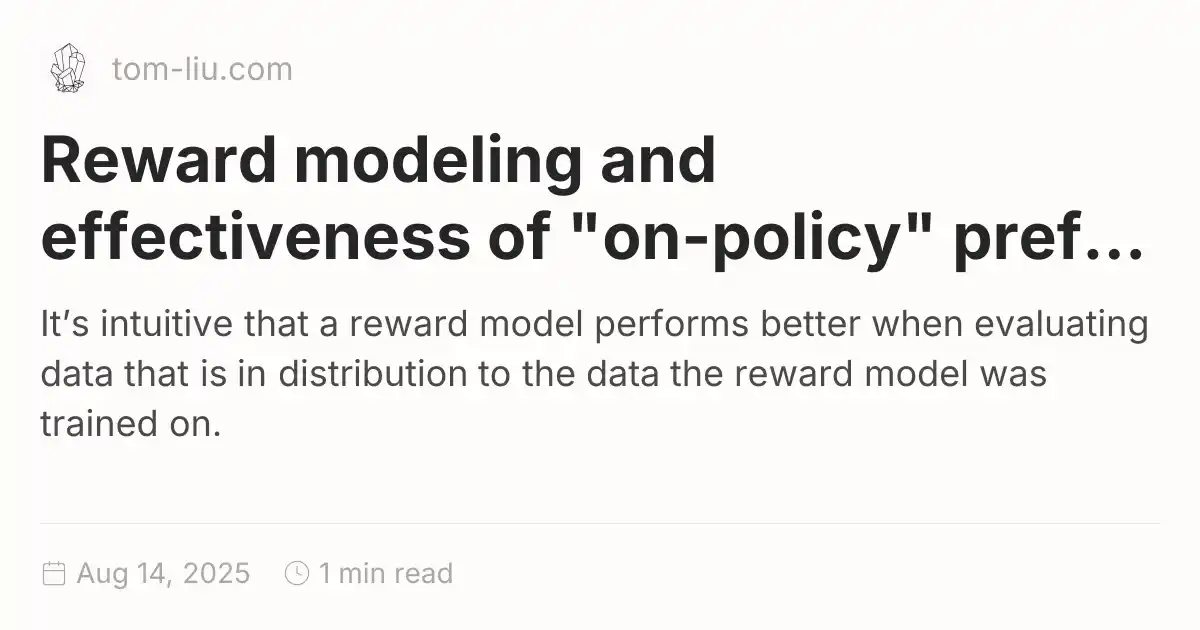 tom-liu.com
Reward modeling and
effectiveness of "on-policy" pref...
It’s intuitive that a reward model performs better when evaluating
data that is in distribution to the data the reward model was
trained on.
Aug 14, 2025 1 min read